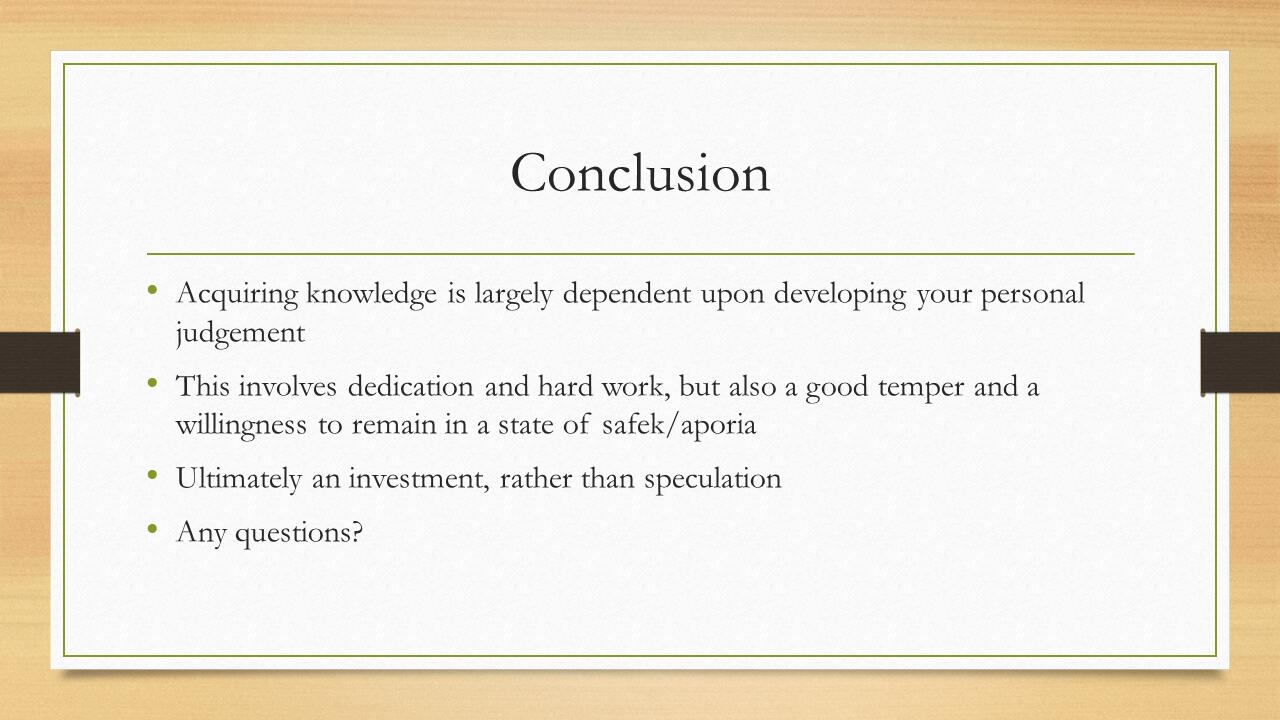 Conclusion
• Acquiring knowledge is largely dependent upon developing your personal
judgement
• This involves dedication and hard work, but also a good temper and a
willingness to remain in a state of safek/aporia
• Ultimately an investment, rather than speculation
• Any questions?